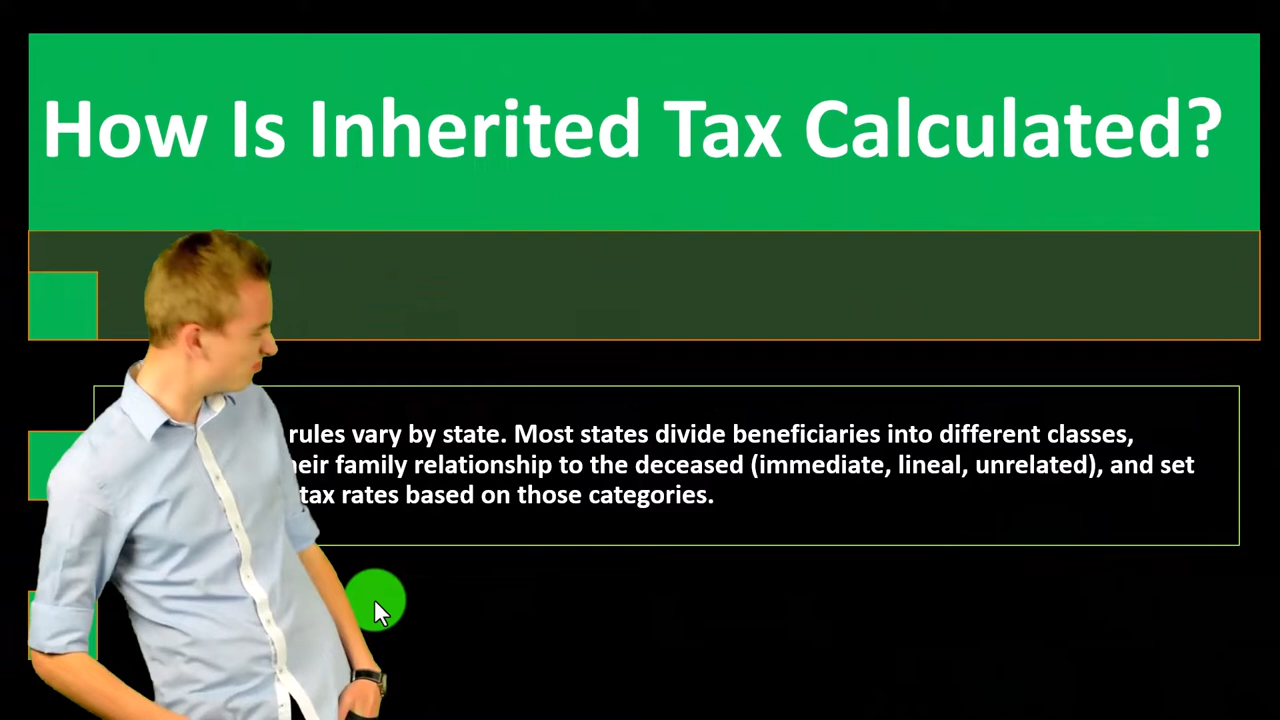 How Is Inherited Tax Calculated?
rules vary by state. Most states divide beneficiaries into different classes,
family relationship to the deceased (immediate, lineal, unrelated), and set
tax rates based on those categories.